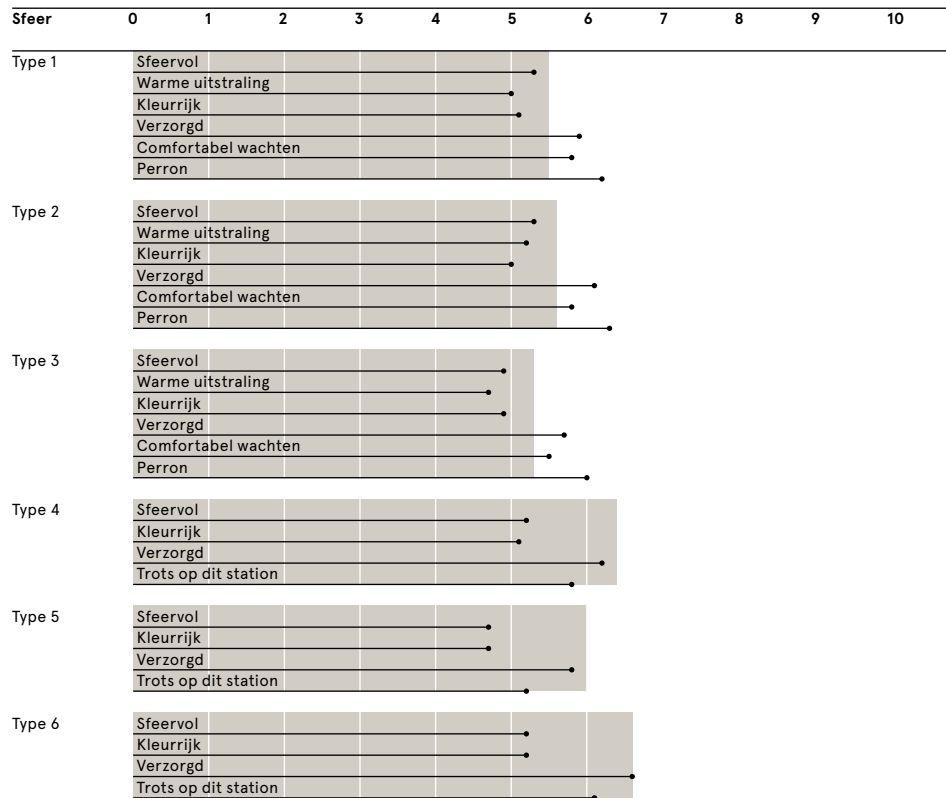 Sfeer 0 1 2 3 4 5 6 7 8 9 10
Type 1 Sfeervol
Warme uitstraling
Kleurrijk
Verzorgd
Comfortabel wachten
Perron
Type 2 Sfeervol
Warme uitstraling
Kleurrijk
Verzorgd
Comfortabel wachten
Perron
Type 3 Sfeervol
Warme uitstraling
Kleurrijk
Verzorgd
Comfortabel wachten
Perron
Type 4 Sfeervol
Kleurrijk
Verzorgd
Trots op dit station
Type 5 Sfeervol
Kleurrijk
Verzorgd
Trots op dit station
Type 6 Sfeervol
Kleurrijk
Verzorgd
Trots op dit station